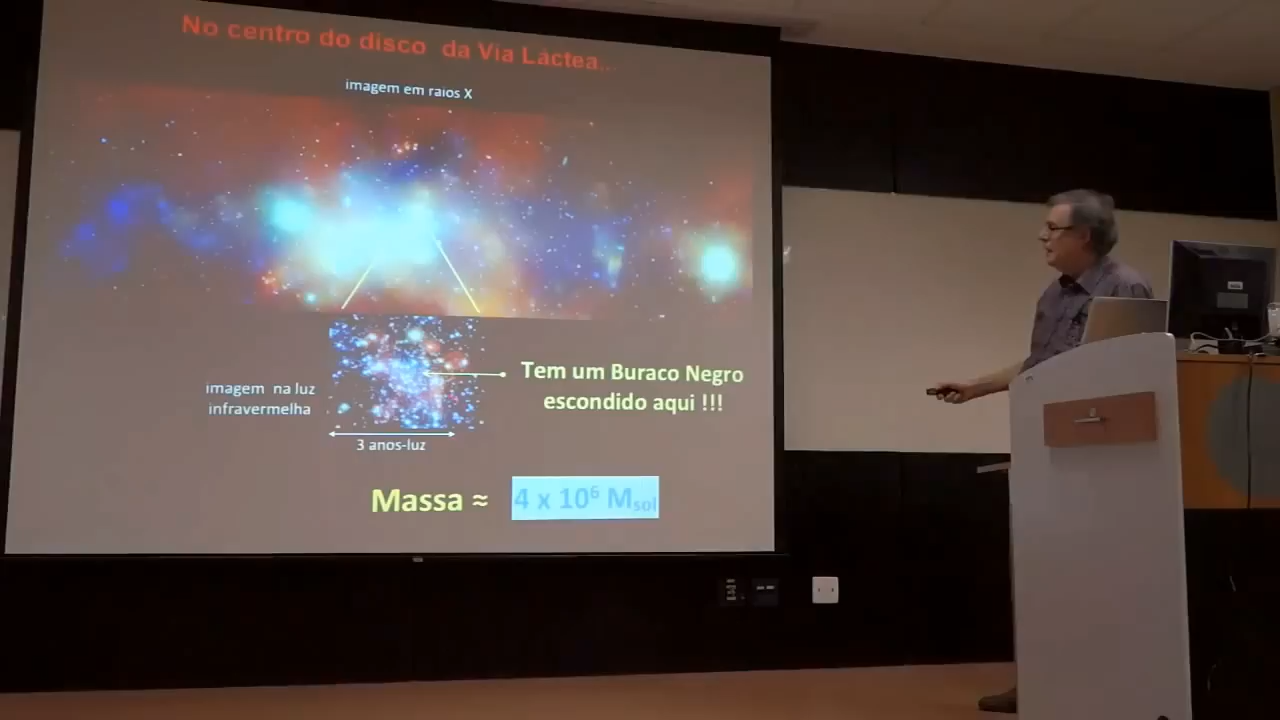 No centro do disco da Via Láctea...
imagem em raios X
Tem um Buraco Negro
escondido aqui !!!
imagem na luz
infravermelha
3 anos-luz
Massa ≈ 4 x 10⁶ Msol